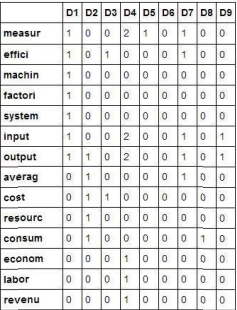 D1 D2 D3 D4 D5 D6 D7 D8 D9
measur 1 0 0 2 1 0 1 0 0
effici 1 0 1 0 0 0 1 0 0
machin 1 0 0 0 0 0 0 0 0
factori 1 0 0 0 0 0 0 0 0
system 1 0 0 0 0 0 0 0 0
input 1 0 0 2 0 0 1 0 1
output 1 1 0 2 0 0 1 0 1
averag 0 1 0 0 0 0 1 0 0
cost 0 1 1 0 0 0 0 0 0
resourc 0 1 0 0 0 0 0 0 0
consum 0 1 0 0 0 0 0 1 0
econom 0 0 0 1 0 0 0 0 0
labor 0 0 0 1 0 0 0 0 0
revenu 0 0 0 1 0 0 0 0 0